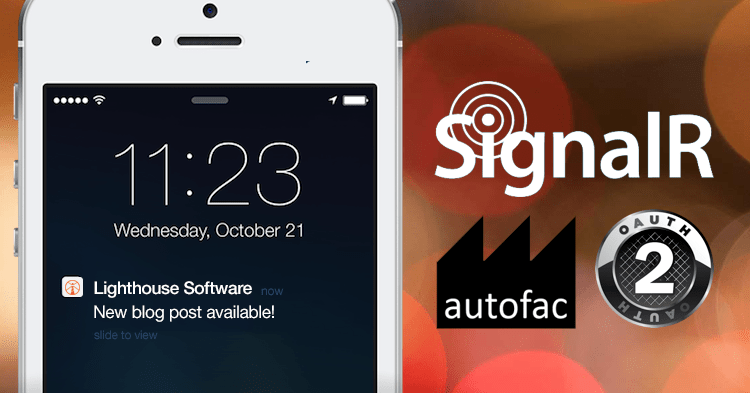 11:23
Wednesday, October 21
Lighthouse Software now
New blog post available!
slide to view
SignalR
autofac
OAUTH
2
OAUTH